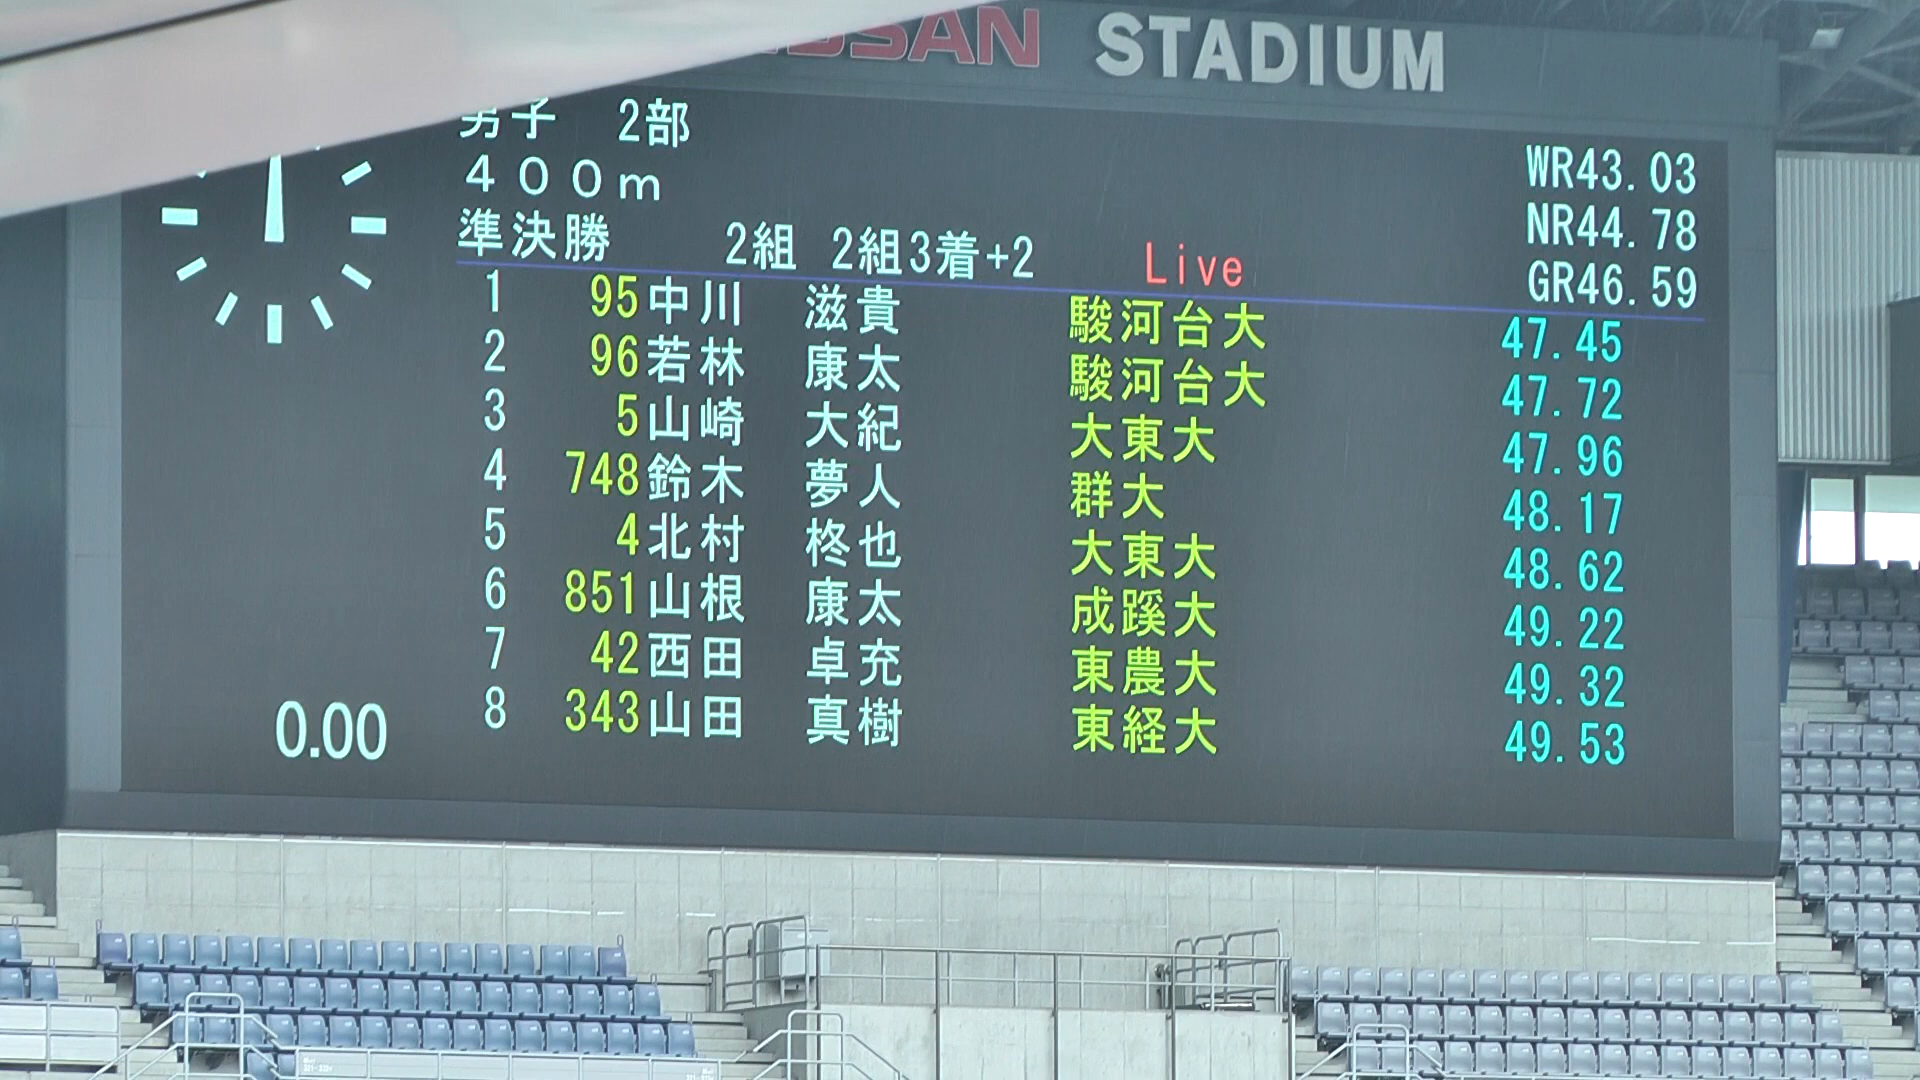 NISSAN STADIUM
男子 2部
400m
準決勝 2組 2組3着+2 Live
WR43.03
NR44.78
GR46.59
1 95 中川 滋貴 駿河台大 47.45
2 96 若林 康太 駿河台大 47.72
3 5 山崎 大紀 大東大 47.96
4 748 鈴木 夢人 群大 48.17
5 4 北村 柊也 大東大 48.62
6 851 山根 康太 成蹊大 49.22
7 42 西田 卓充 東農大 49.32
8 343 山田 真樹 東経大 49.53
0.00